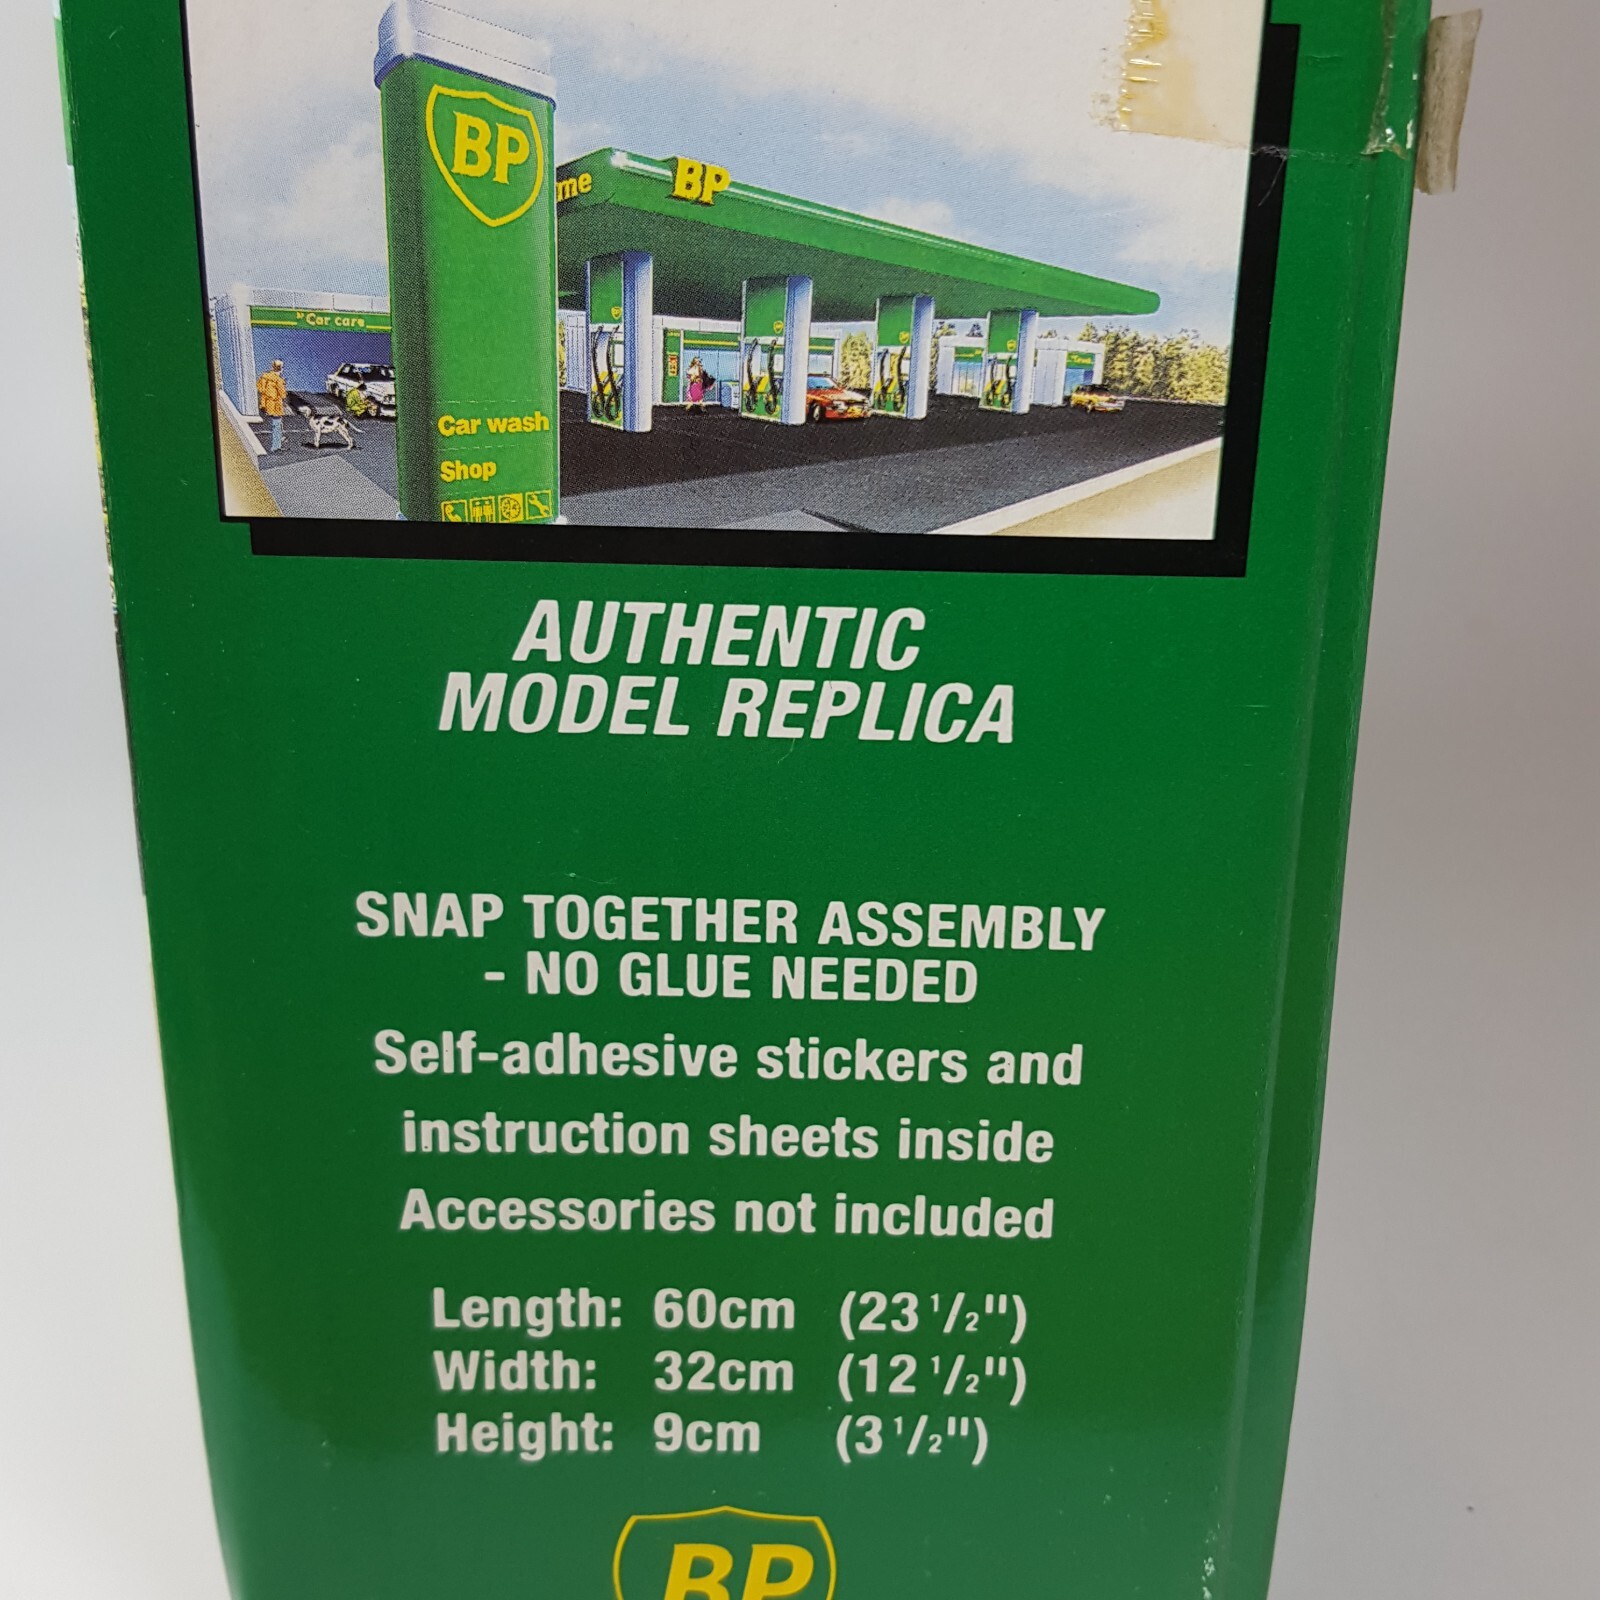 BP
me BP
Car care
Car wash
Shop
AUTHENTIC
MODEL REPLICA
SNAP TOGETHER ASSEMBLY
- NO GLUE NEEDED
Self-adhesive stickers and
instruction sheets inside
Accessories not included
Length: 60cm (23 1/2")
Width: 32cm (12 1/2")
Height: 9cm (3 1/2")
BP